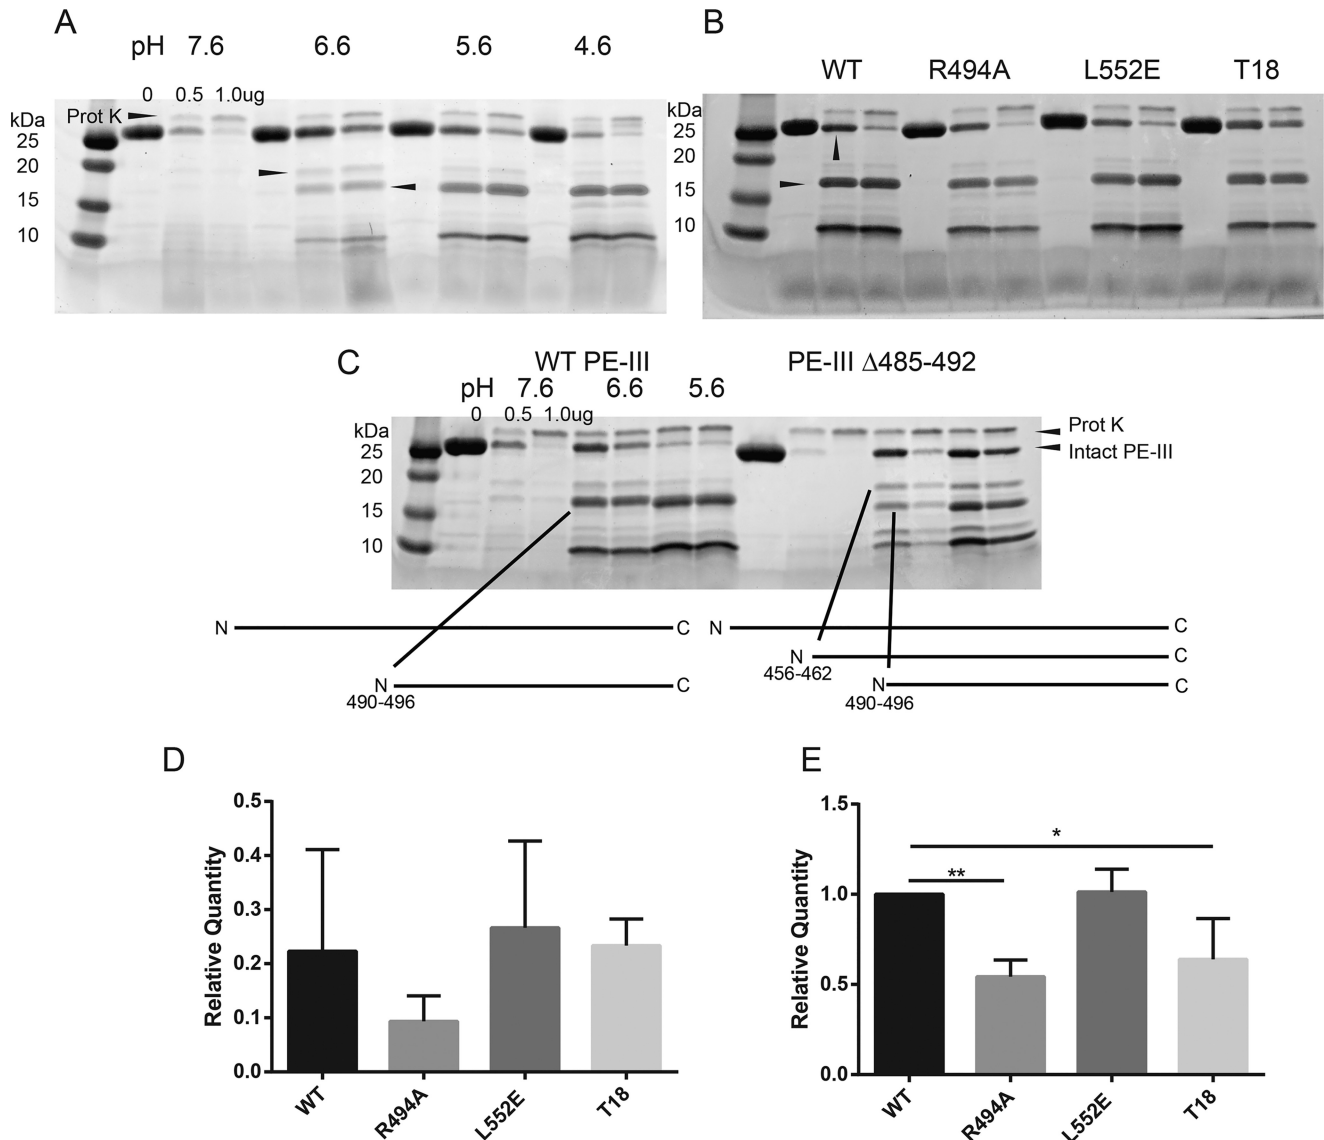 A
pH 7.6 6.6 5.6 4.6
0 0.5 1.0ug
Prot K
kDa
25
20
15
10
B
WT R494A L552E T18
kDa
25
20
15
10
C
WT PE-III PE-III Δ485-492
pH 7.6 6.6 5.6
0 0.5 1.0ug
kDa
25
20
15
10
Prot K
Intact PE-III
N C N C
N C
456-462
N C N C
490-496 490-496
D
Relative Quantity
0.5
0.4
0.3
0.2
0.1
0.0
WT R494A L552E T18
E
Relative Quantity
1.5
1.0
0.5
0.0
*
**
WT R494A L552E T18